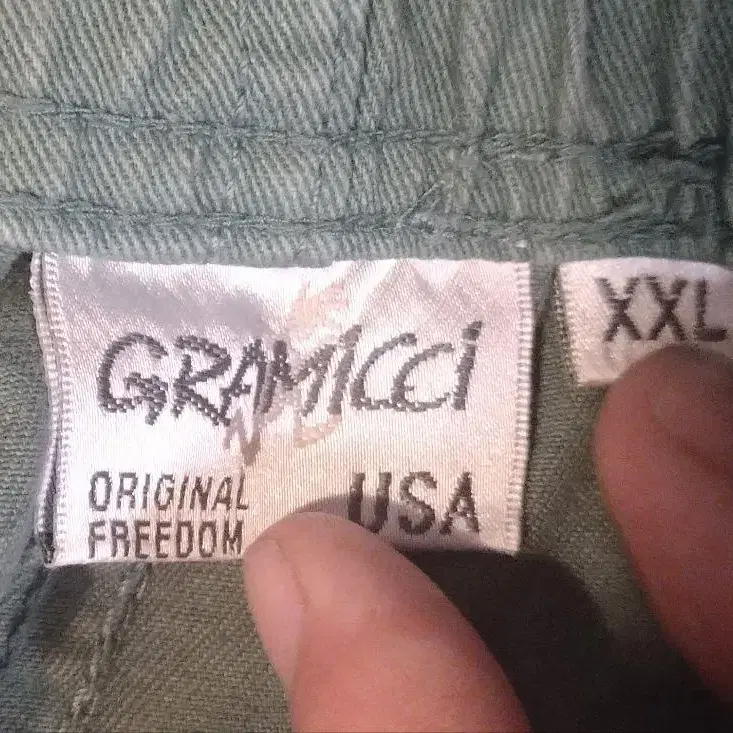 GRAMICCI
ORIGINAL
FREEDOM
USA
XXL